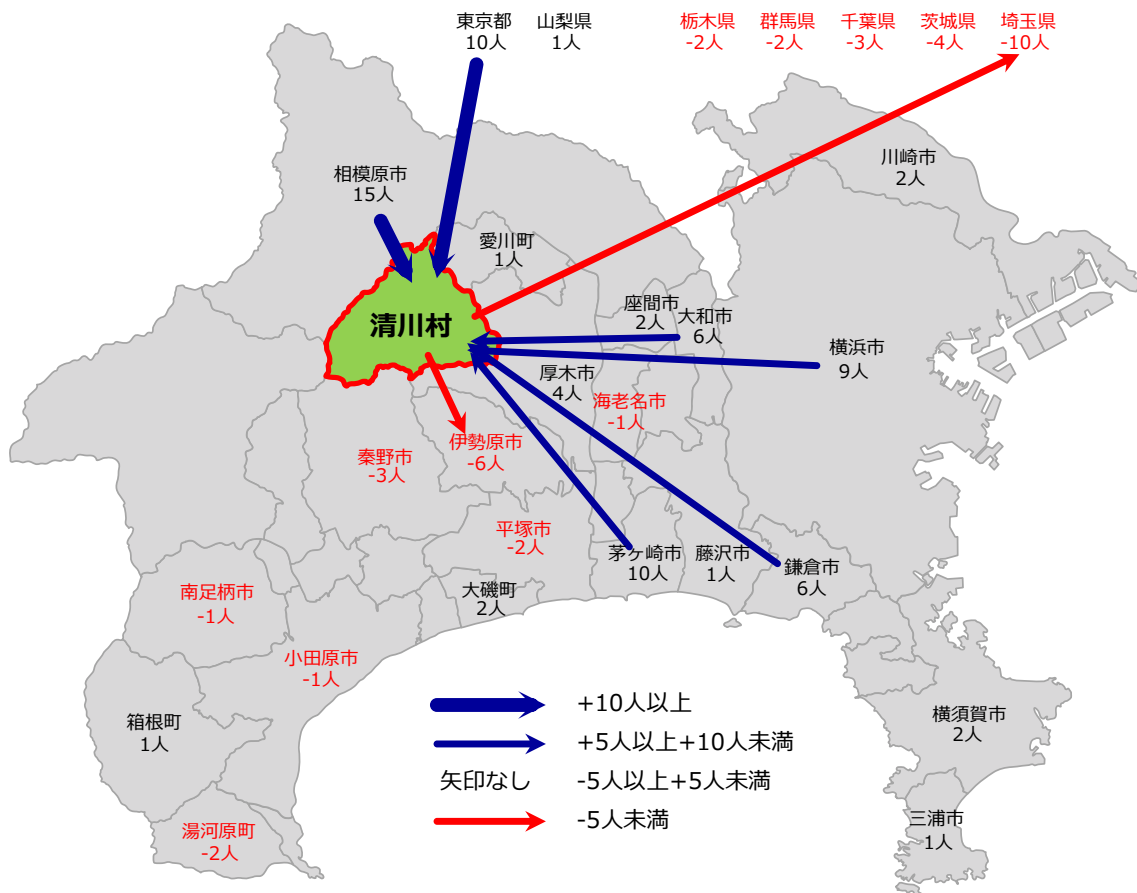 東京都
10人
山梨県
1人
栃木県
-2人
群馬県
-2人
千葉県
-3人
茨城県
-4人
埼玉県
-10人
川崎市
2人
相模原市
15人
愛川町
1人
座間市
2人
大和市
6人
清川村
横浜市
9人
厚木市
4人
海老名市
-1人
伊勢原市
-6人
秦野市
-3人
平塚市
-2人
茅ヶ崎市
10人
藤沢市
1人
鎌倉市
6人
大磯町
2人
南足柄市
-1人
小田原市
-1人
箱根町
1人
湯河原町
-2人
横須賀市
2人
三浦市
1人
+10人以上
+5人以上+10人未満
矢印なし
-5人以上+5人未満
-5人未満